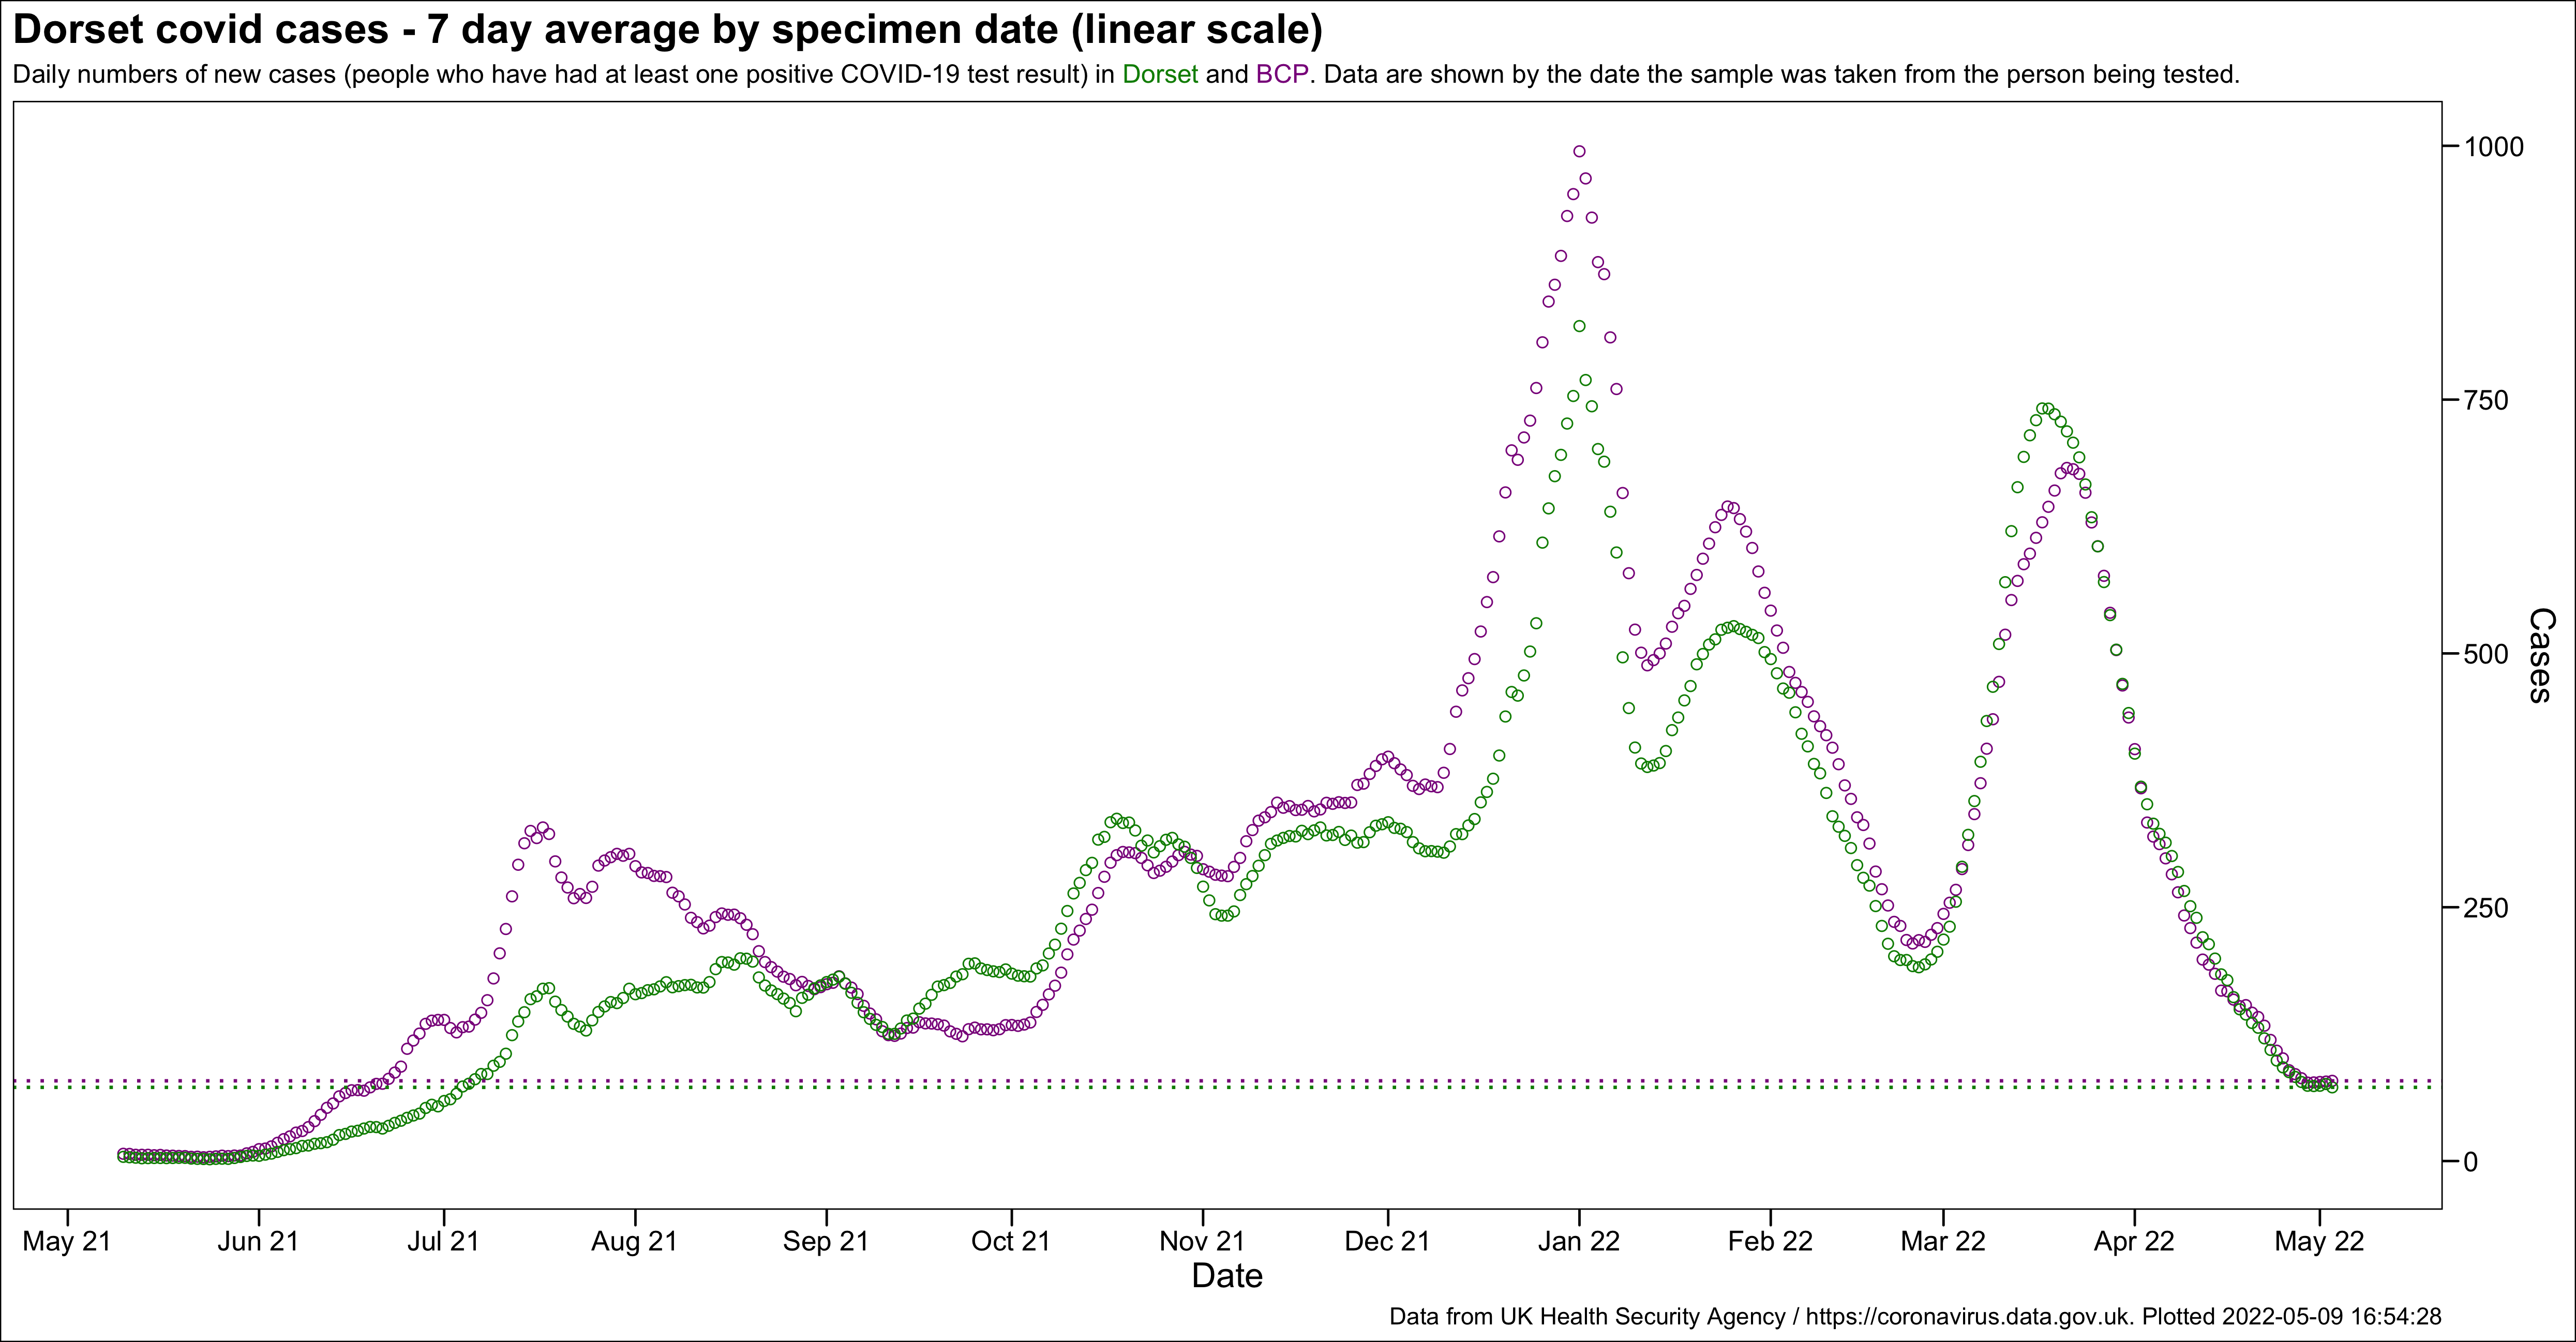 Dorset covid cases - 7 day average by specimen date (linear scale)
Daily numbers of new cases (people who have had at least one positive COVID-19 test result) in Dorset and BCP. Data are shown by the date the sample was taken from the person being tested.
1000
750
500
250
0
Cases
May 21 Jun 21 Jul 21 Aug 21 Sep 21 Oct 21 Nov 21 Dec 21 Jan 22 Feb 22 Mar 22 Apr 22 May 22
Date
Data from UK Health Security Agency / https://coronavirus.data.gov.uk. Plotted 2022-05-09 16:54:28